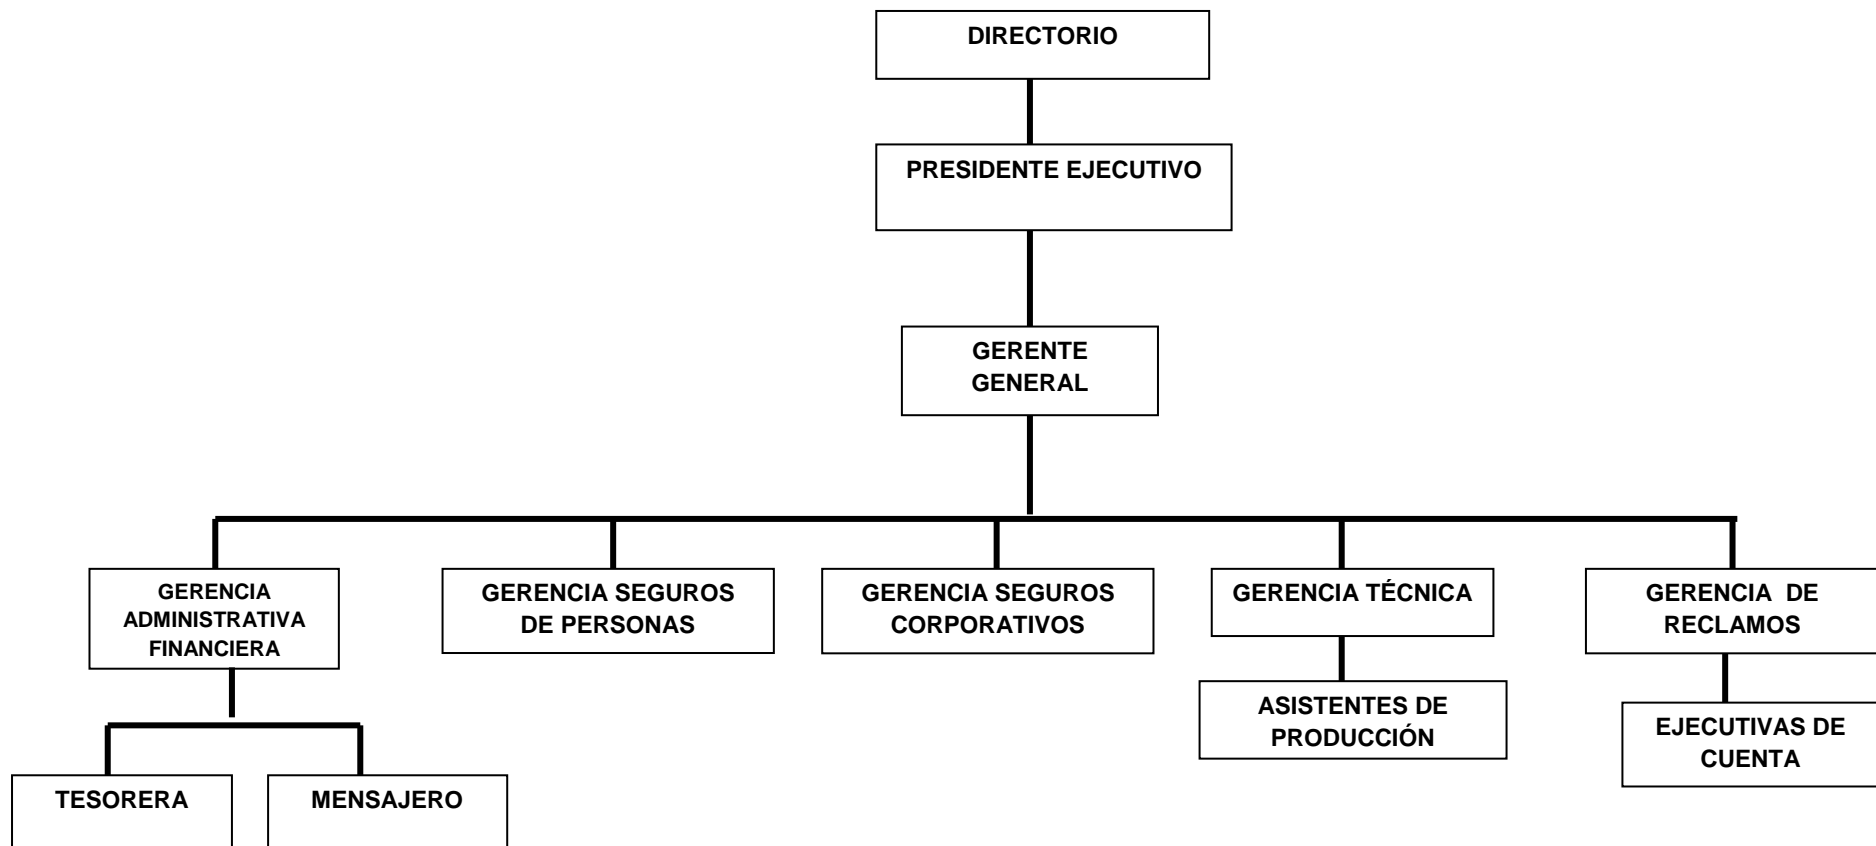 DIRECTORIO
PRESIDENTE EJECUTIVO
GERENTE
GENERAL
GERENCIA
ADMINISTRATIVA
FINANCIERA
GERENCIA SEGUROS
DE PERSONAS
GERENCIA SEGUROS
CORPORATIVOS
GERENCIA TÉCNICA
GERENCIA DE
RECLAMOS
ASISTENTES DE
PRODUCCIÓN
EJECUTIVAS DE
CUENTA
TESORERA
MENSAJERO